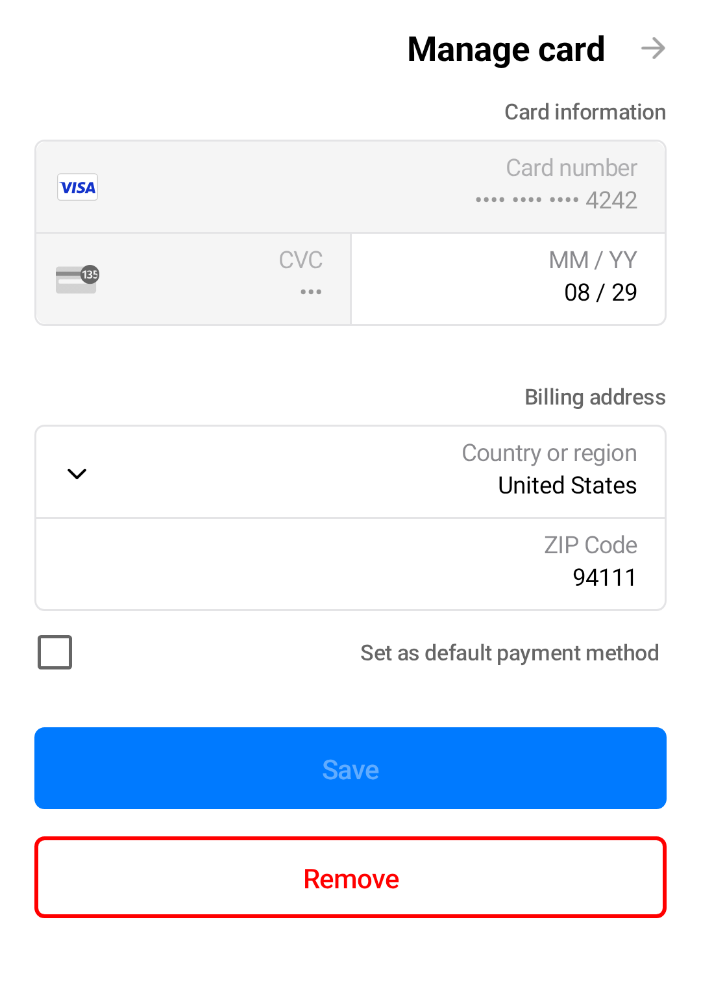 Manage card
Card information
Card number
VISA
•••• •••• •••• 4242
MM / YY
08 / 29
CVC
135
•••
Billing address
Country or region
United States
ZIP Code
94111
Set as default payment method
Save
Remove